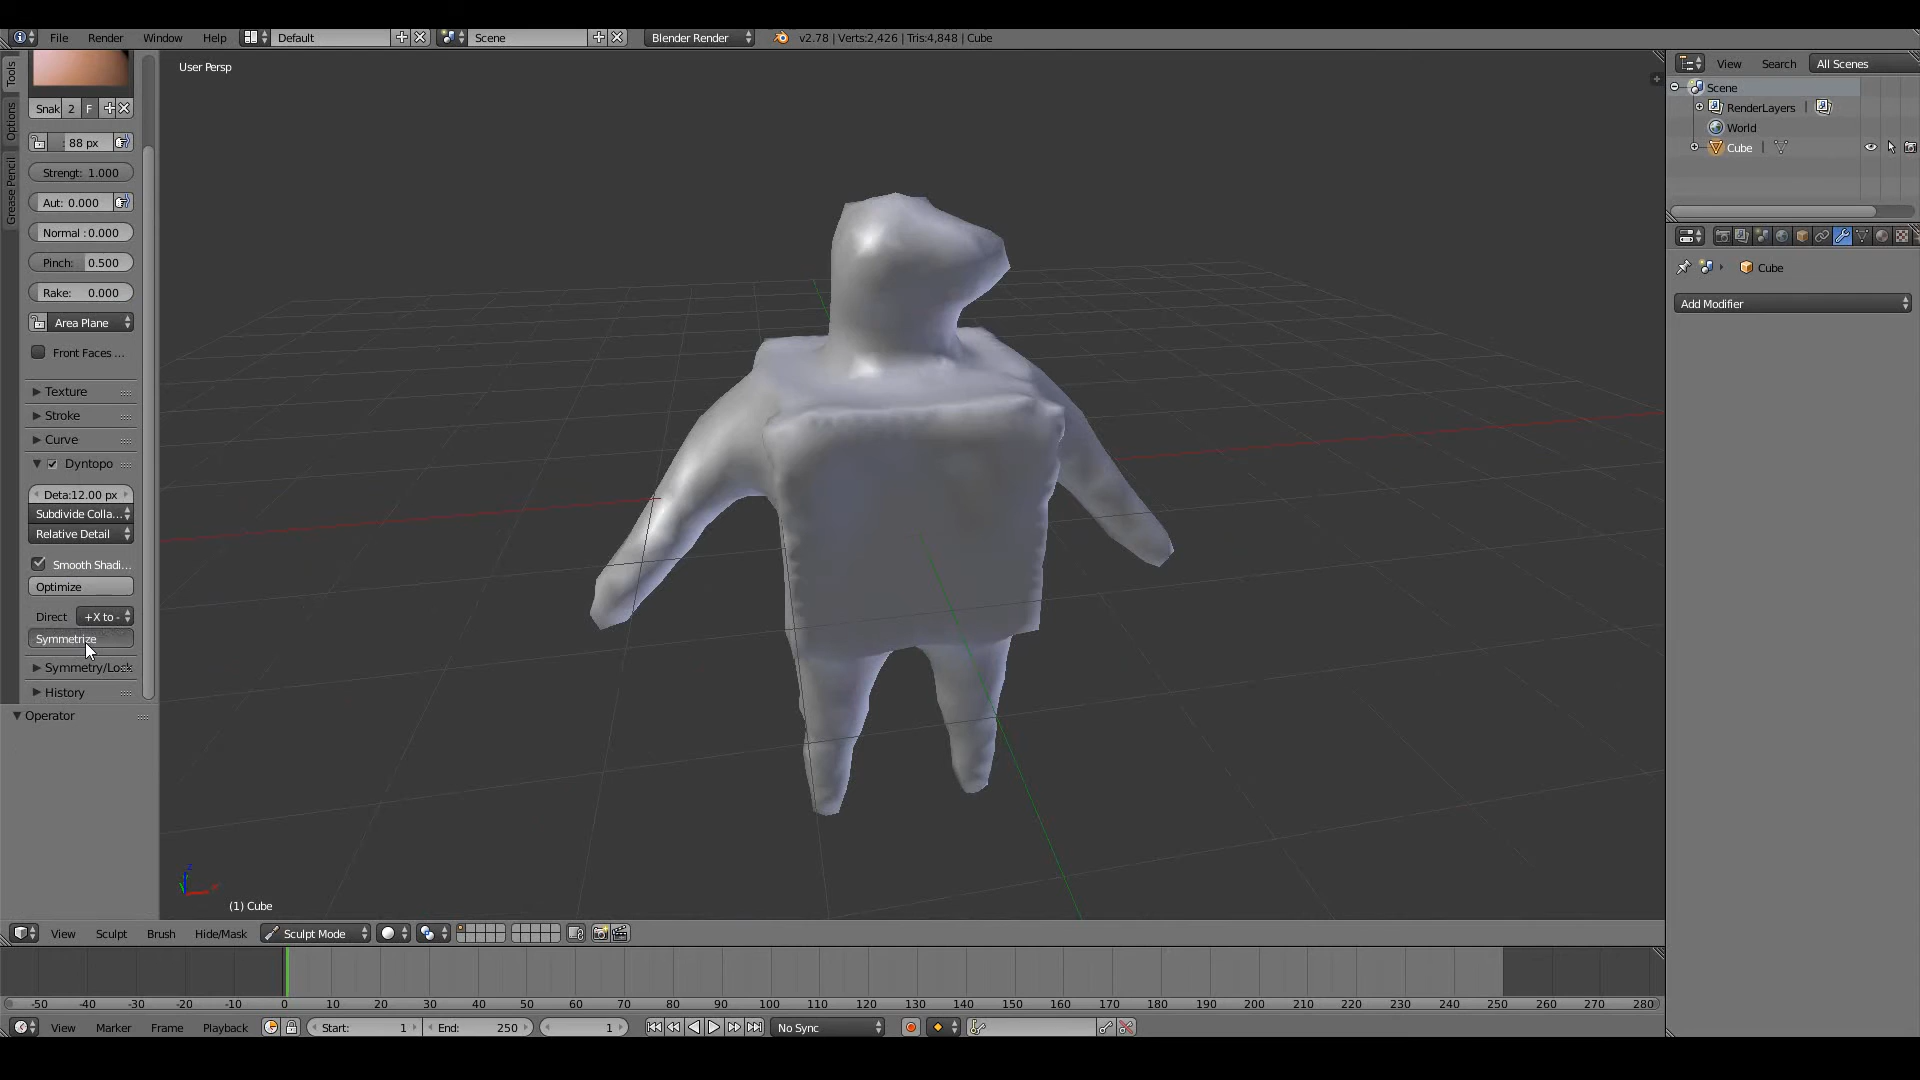 File Render Window Help Default Scene Blender Render v2.78 | Verts:2,426 | Tris:4,848 | Cube
User Persp
Tools
Options
Grease Pencil
Snak 2 F
: 88 px
Strengt: 1.000
Aut: 0.000
Normal : 0.000
Pinch: 0.500
Rake: 0.000
Area Plane
Front Faces ...
Texture
Stroke
Curve
Dyntopo
Deta:12.00 px
Subdivide Colla...
Relative Detail
Smooth Shadi...
Optimize
Direct +X to -
Symmetrize
Symmetry/Lock
History
Operator
View Search All Scenes
Scene
RenderLayers |
World
Cube |
Cube
Add Modifier
z
(1) Cube
View Sculpt Brush Hide/Mask Sculpt Mode
-50 -40 -30 -20 -10 0 10 20 30 40 50 60 70 80 90 100 110 120 130 140 150 160 170 180 190 200 210 220 230 240 250 260 270 280
View Marker Frame Playback Start: 1 End: 250 1 No Sync